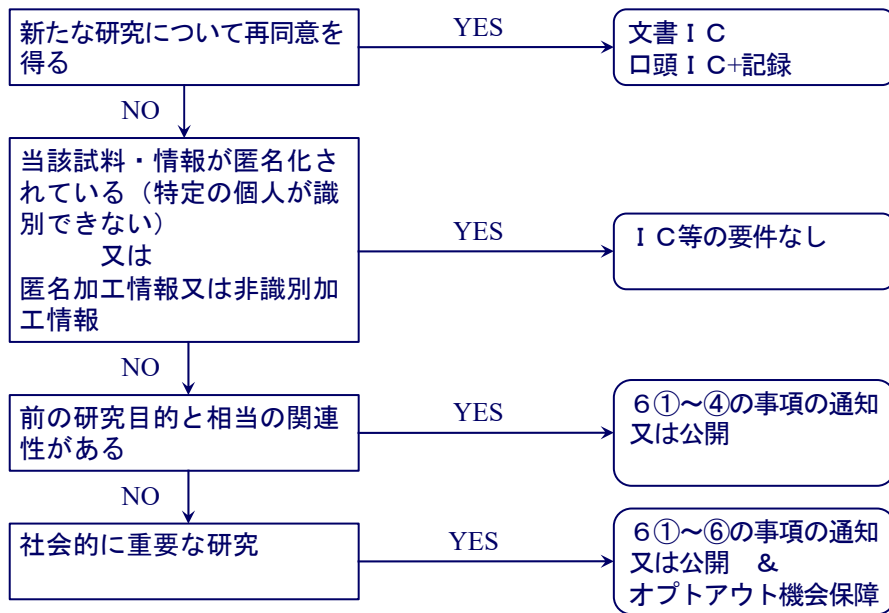 新たな研究について再同意を
得る
YES
文書ＩＣ
口頭ＩＣ+記録
NO
当該試料・情報が匿名化さ
れている（特定の個人が識
別できない）
又は
匿名加工情報又は非識別加
工情報
YES
ＩＣ等の要件なし
NO
前の研究目的と相当の関連
性がある
YES
６①～④の事項の通知
又は公開
NO
社会的に重要な研究
YES
６①～⑥の事項の通知
又は公開　＆
オプトアウト機会保障